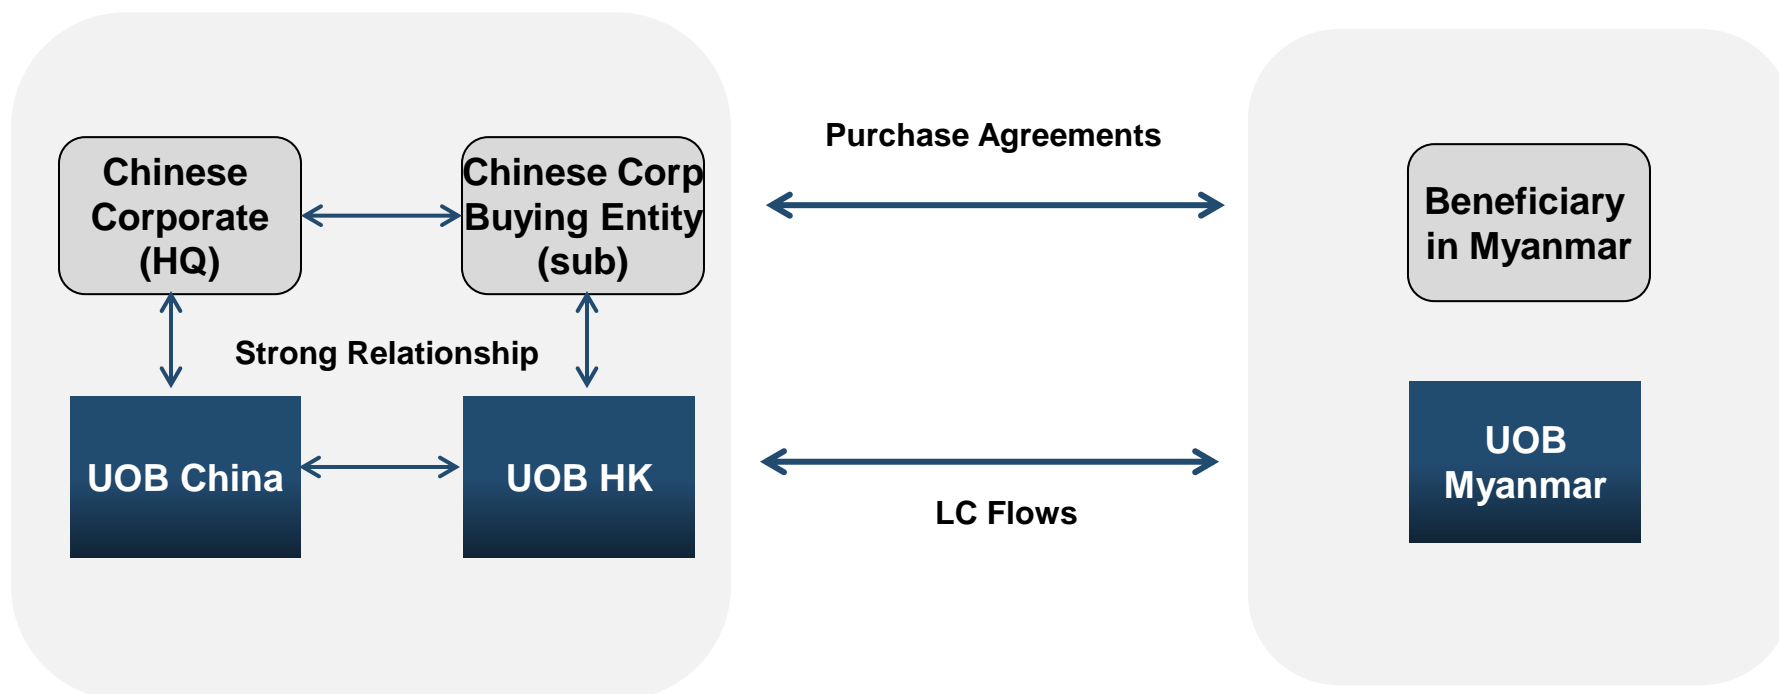 Purchase Agreements
Chinese
Corporate
(HQ)
Chinese Corp
Buying Entity
(sub)
Beneficiary
in Myanmar
Strong Relationship
UOB China
UOB HK
UOB
Myanmar
LC Flows